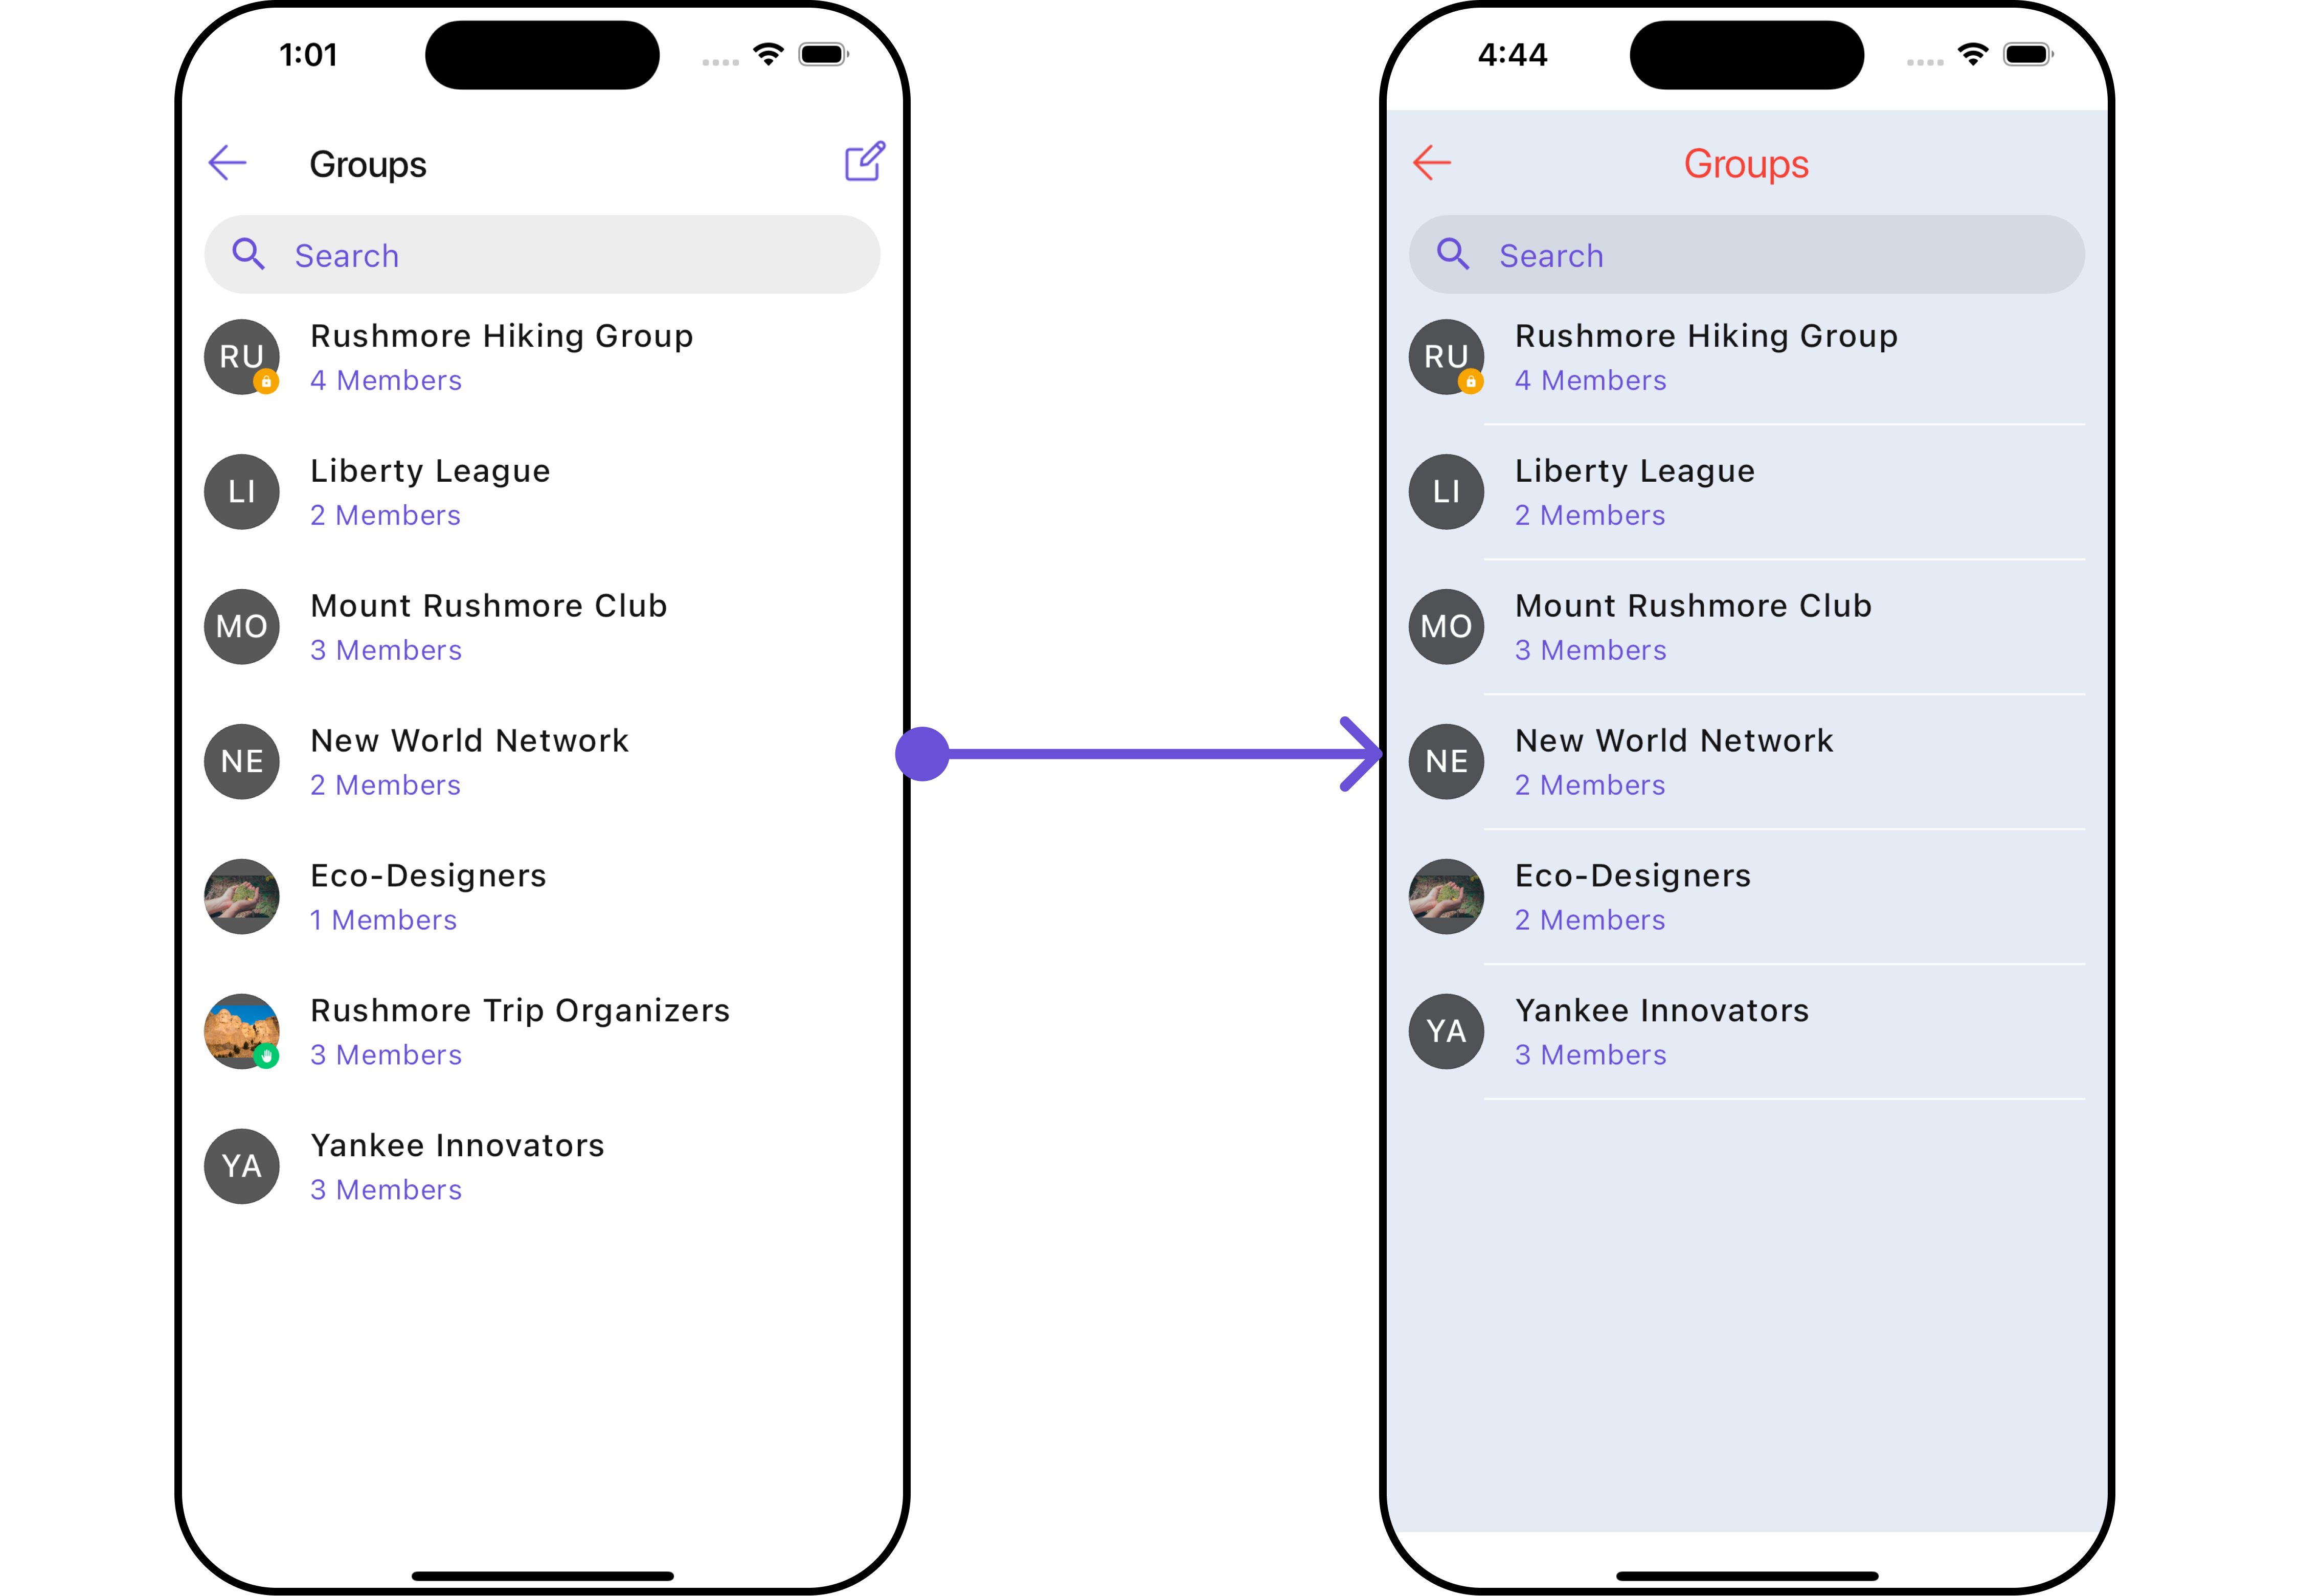 1:01
Groups
Search
RU
Rushmore Hiking Group
4 Members
LI
Liberty League
2 Members
MO
Mount Rushmore Club
3 Members
NE
New World Network
2 Members
Eco-Designers
1 Members
Rushmore Trip Organizers
3 Members
YA
Yankee Innovators
3 Members
4:44
Groups
Search
RU
Rushmore Hiking Group
4 Members
LI
Liberty League
2 Members
MO
Mount Rushmore Club
3 Members
NE
New World Network
2 Members
Eco-Designers
2 Members
YA
Yankee Innovators
3 Members